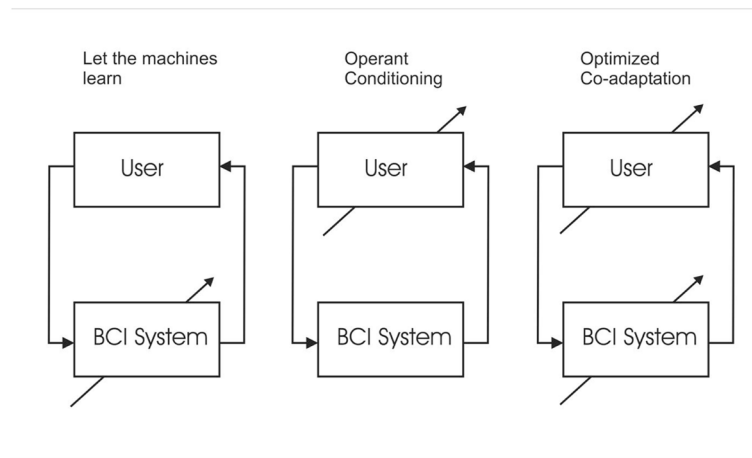 Let the machines
learn
Operant
Conditioning
Optimized
Co-adaptation
User
User
User
BCI System
BCI System
BCI System